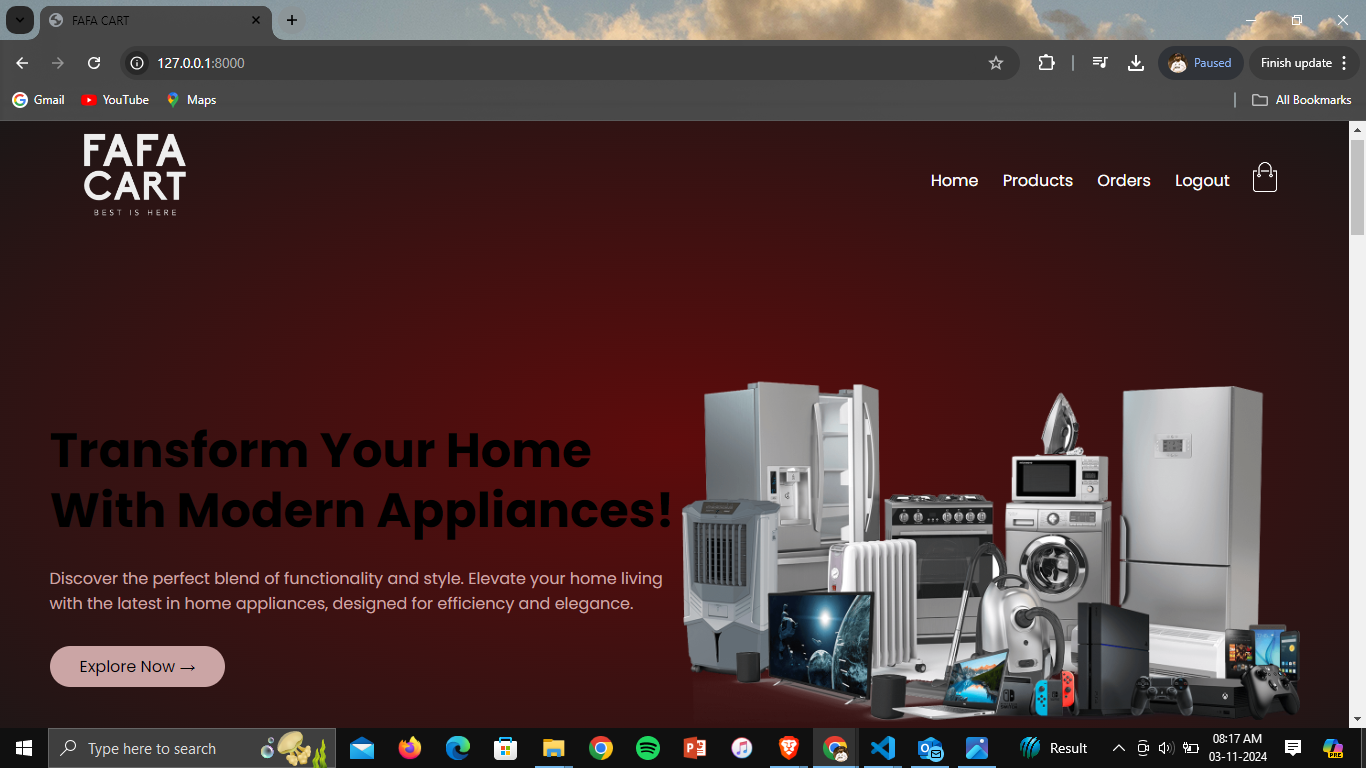 FAFA CART
127.0.0.1:8000
Paused
Finish update
Gmail
YouTube
Maps
All Bookmarks
FAFA
CART
BEST IS HERE
Home
Products
Orders
Logout
Transform Your Home
With Modern Appliances!
Discover the perfect blend of functionality and style. Elevate your home living
with the latest in home appliances, designed for efficiency and elegance.
Explore Now →
Type here to search
Result
08:17 AM
03-11-2024
PRE